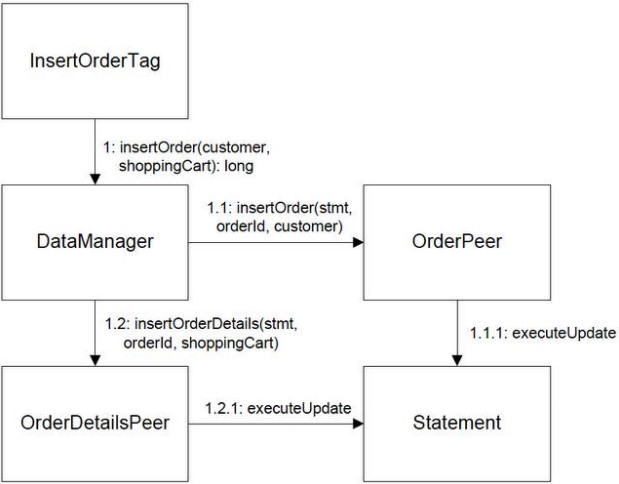 InsertOrderTag
1: insertOrder(customer,
shoppingCart): long
1.1: insertOrder(stmt,
orderId, customer)
DataManager
OrderPeer
1.2: insertOrderDetails(stmt,
orderId, shoppingCart)
1.1.1: executeUpdate
OrderDetailsPeer
1.2.1: executeUpdate
Statement